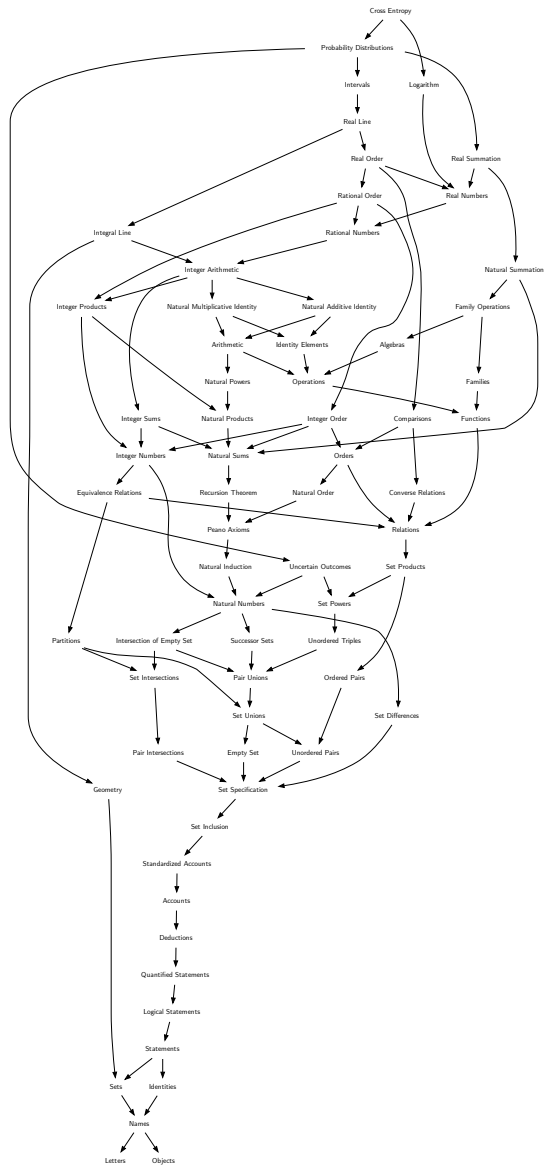 Cross Entropy
Probability Distributions
Intervals
Logarithm
Real Line
Real Order
Real Summation
Rational Order
Real Numbers
Integral Line
Rational Numbers
Integer Arithmetic
Natural Summation
Integer Products
Natural Multiplicative Identity
Natural Additive Identity
Family Operations
Arithmetic
Identity Elements
Algebras
Natural Powers
Operations
Families
Integer Sums
Natural Products
Integer Order
Comparisons
Functions
Integer Numbers
Natural Sums
Orders
Equivalence Relations
Recursion Theorem
Natural Order
Converse Relations
Peano Axioms
Relations
Natural Induction
Uncertain Outcomes
Set Products
Natural Numbers
Set Powers
Partitions
Intersection of Empty Set
Successor Sets
Unordered Triples
Set Intersections
Pair Unions
Ordered Pairs
Set Unions
Set Differences
Pair Intersections
Empty Set
Unordered Pairs
Geometry
Set Specification
Set Inclusion
Standardized Accounts
Accounts
Deductions
Quantified Statements
Logical Statements
Statements
Sets
Identities
Names
Letters
Objects